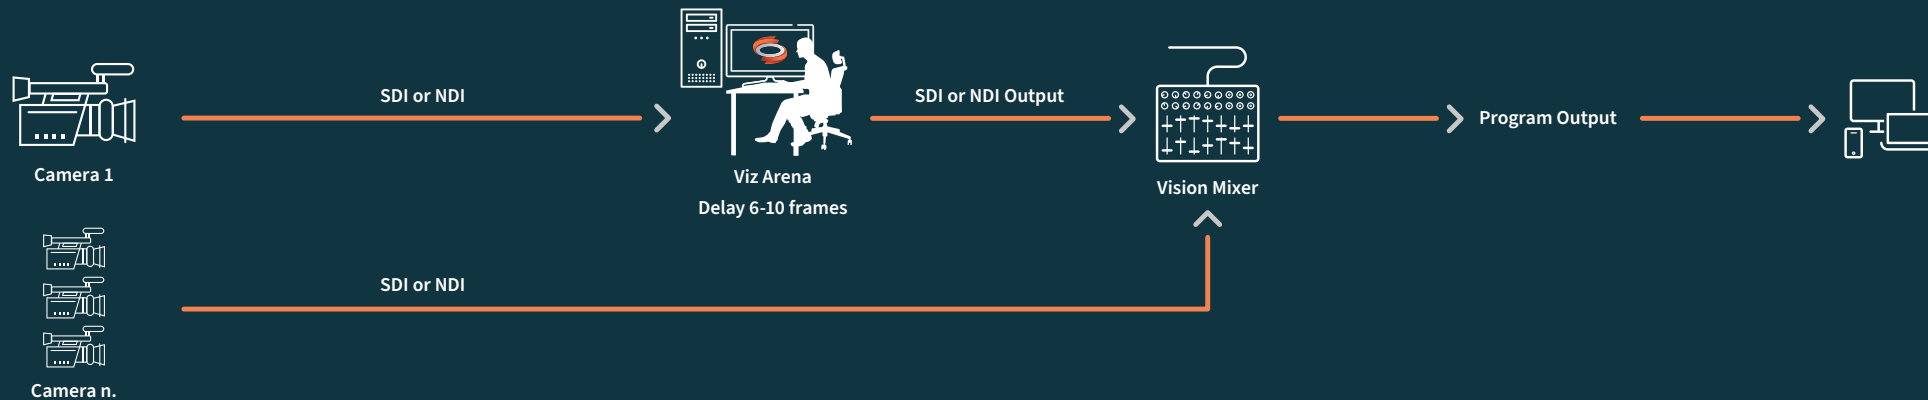 SDI or NDI
SDI or NDI Output
Program Output
Camera 1
Viz Arena
Delay 6-10 frames
Vision Mixer
SDI or NDI
Camera n.